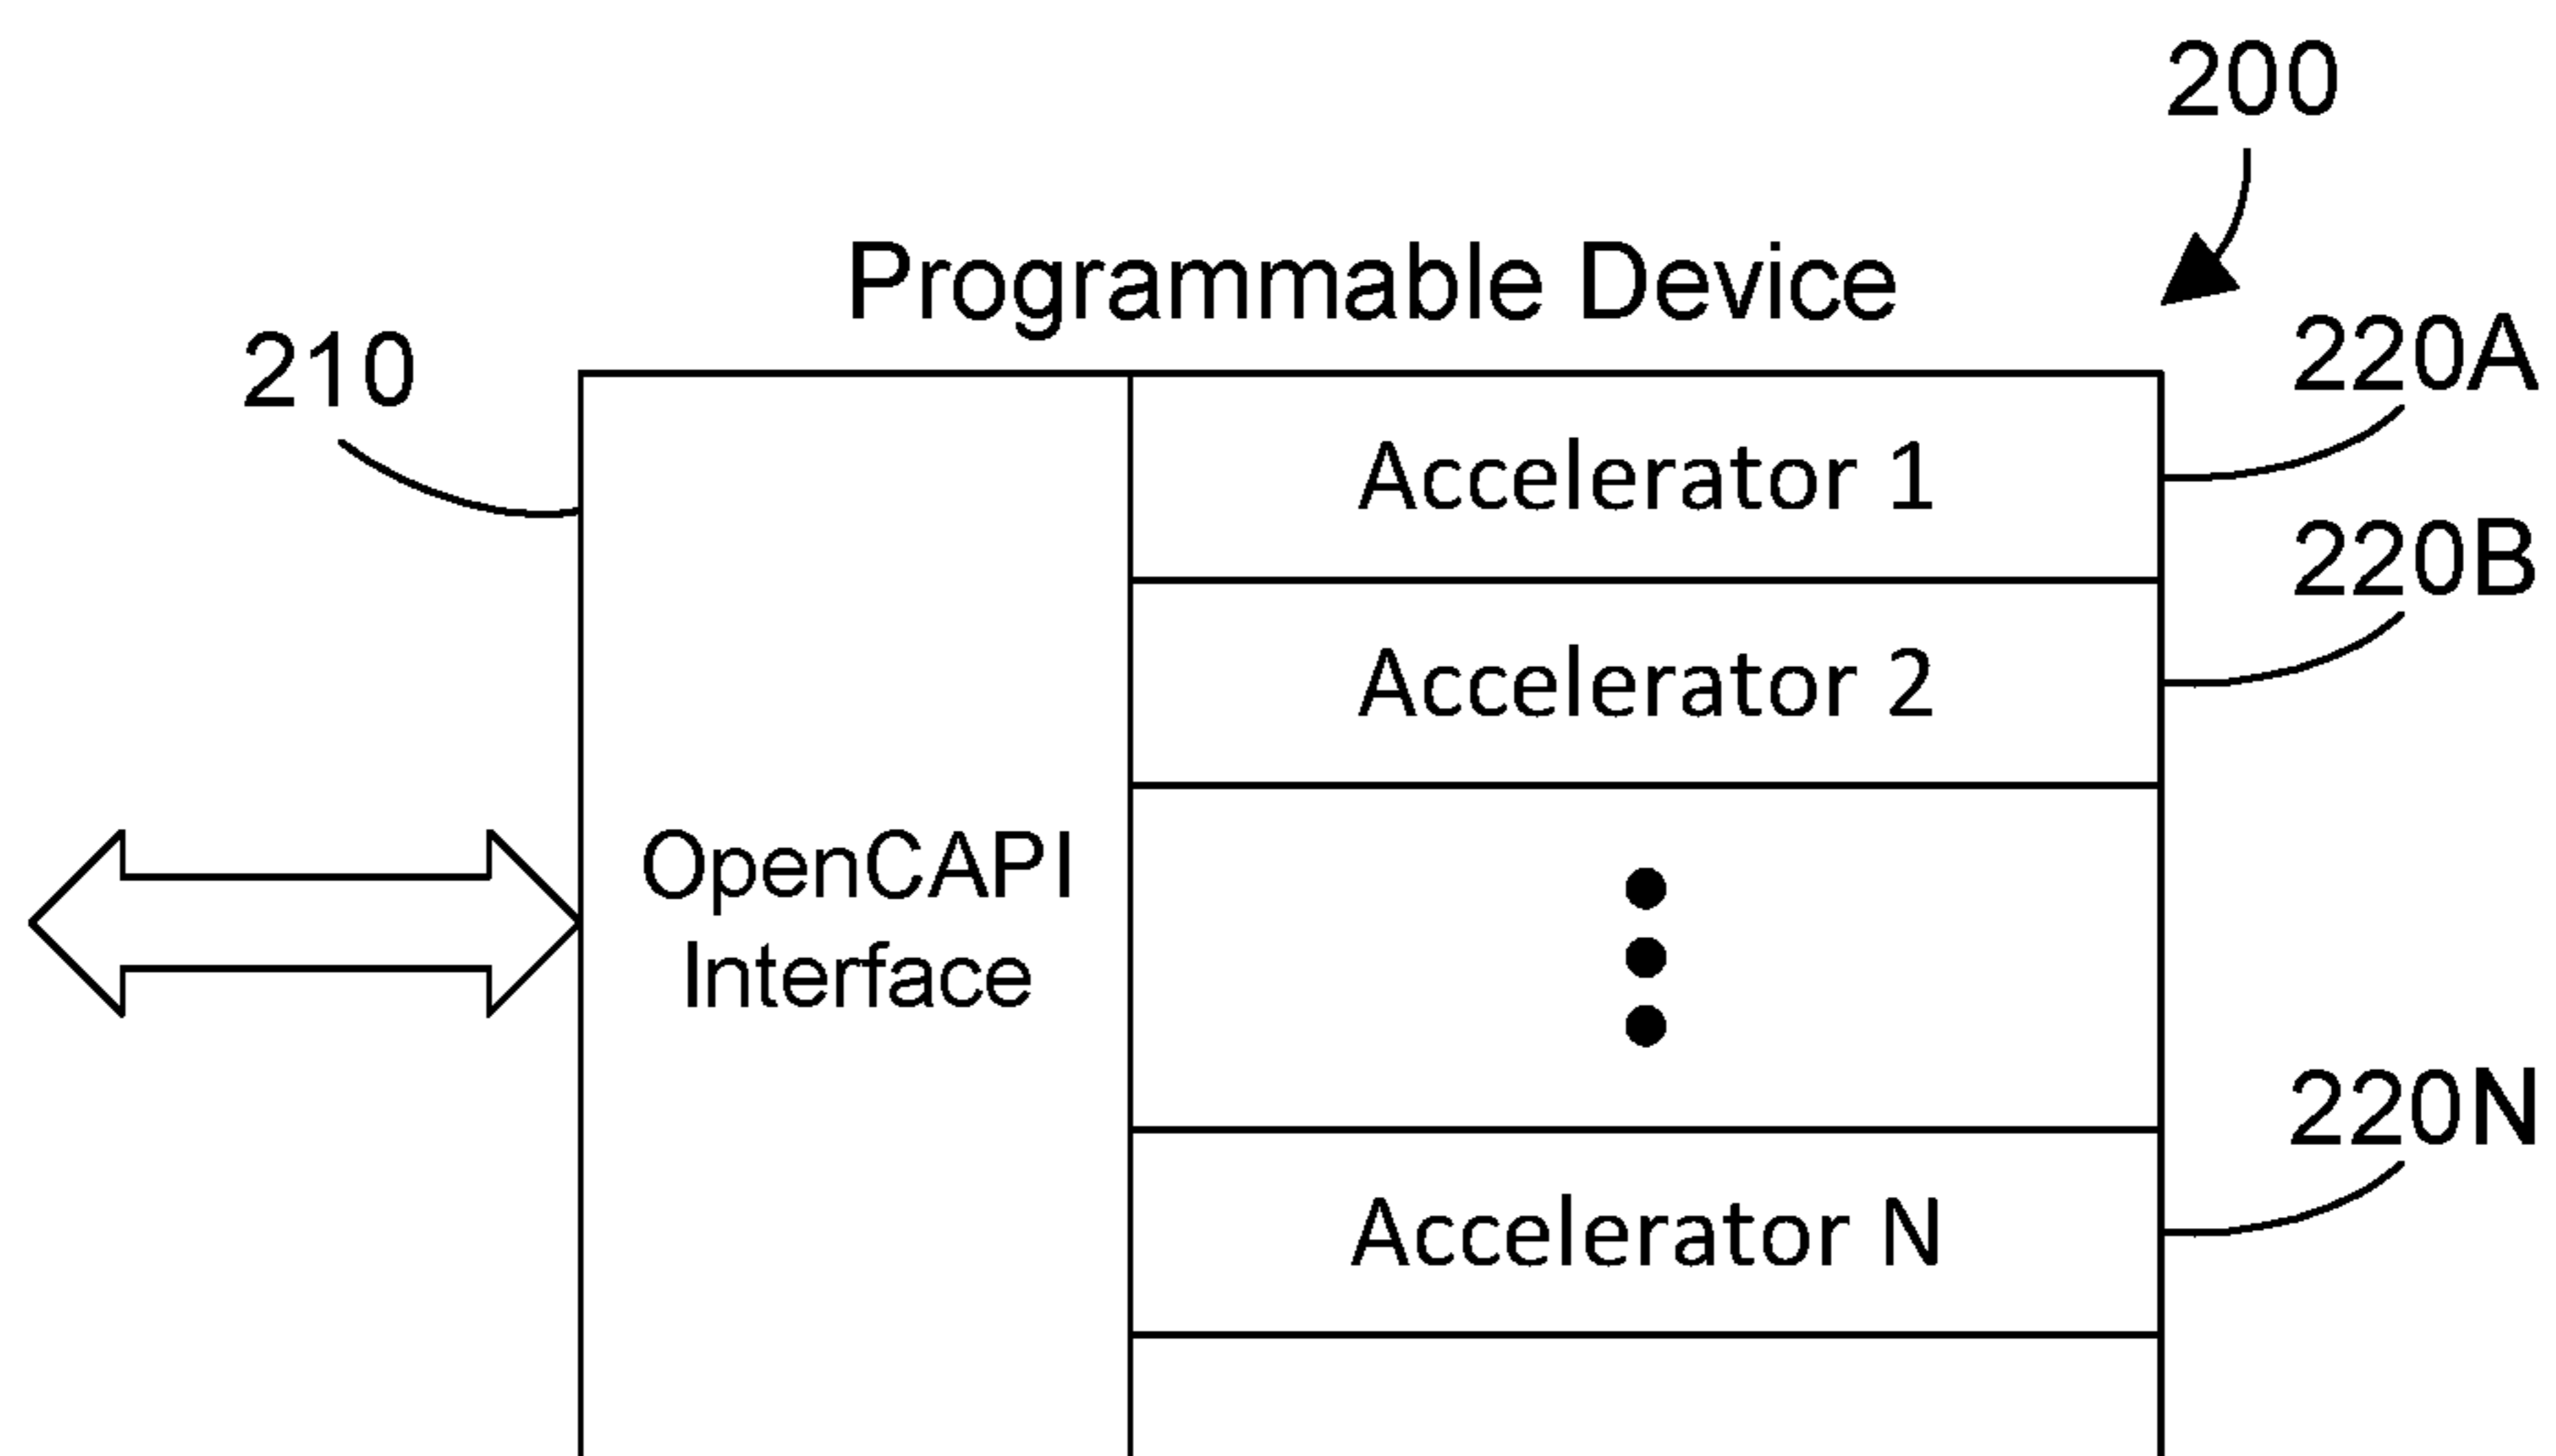 200
Programmable Device
210
220A
Accelerator 1
220B
Accelerator 2
OpenCAPI
Interface
220N
Accelerator N